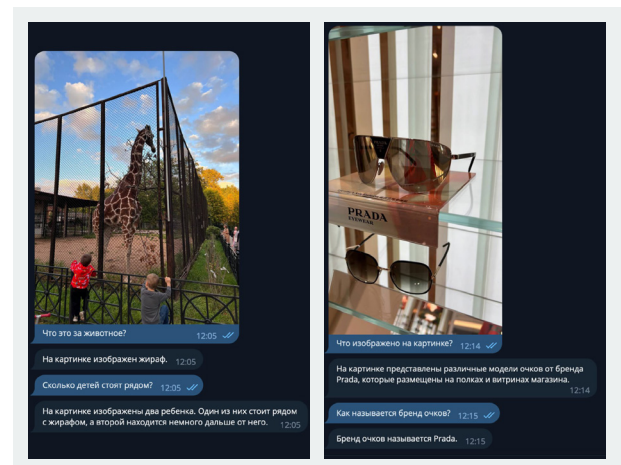 Что это за животное?
12:05
На картинке изображен жираф. 12:05
Сколько детей стоят рядом? 12:05
На картинке изображены два ребенка. Один из них стоит рядом
с жирафом, а второй находится немного дальше от него. 12:05
PRADA
EYEWEAR
Что изображено на картинке? 12:14
На картинке представлены различные модели очков от бренда
Prada, которые размещены на полках и витринах магазина.
12:14
Как называется бренд очков? 12:15
Бренд очков называется Prada. 12:15